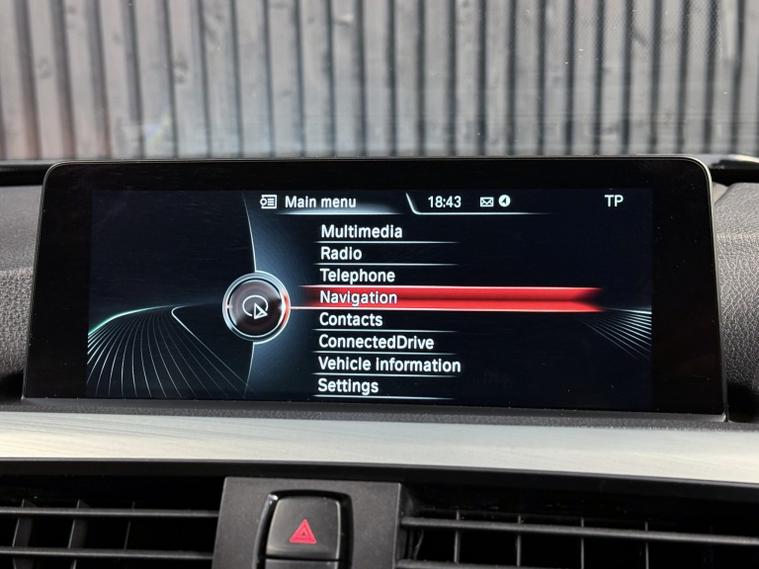 Main menu 18:43 TP
Multimedia
Radio
Telephone
Navigation
Contacts
ConnectedDrive
Vehicle information
Settings